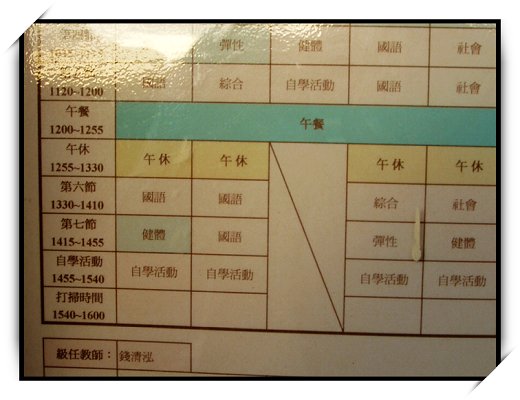 彈性 健體 國語 社會
1120~1200 國語 綜合 自學活動 國語 社會
午餐
1200~1255 午餐
午休
1255~1330 午休 午休 午休 午休
第六節
1330~1410 國語 國語 綜合 社會
第七節
1415~1455 健體 國語 彈性 健體
自學活動
1455~1540 自學活動 自學活動 自學活動 自學活動
打掃時間
1540~1600
級任教師： 錢清泓